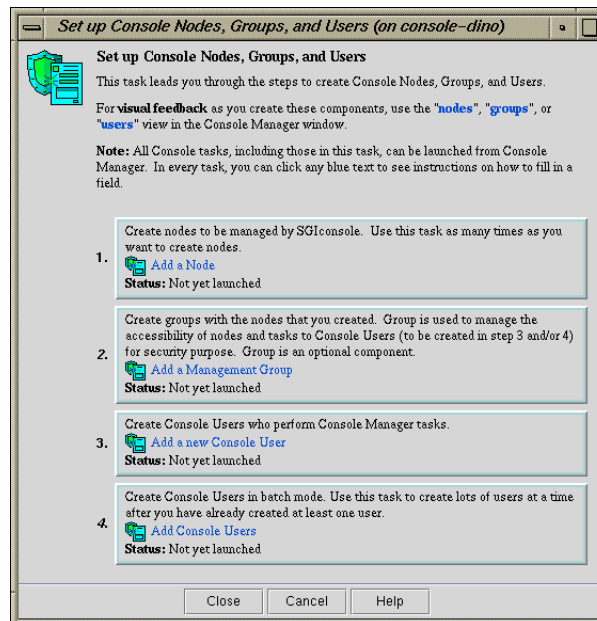 Set up Console Nodes, Groups, and Users (on console-dino)
Set up Console Nodes, Groups, and Users
This task leads you through the steps to create Console Nodes, Groups, and Users.
For visual feedback as you create these components, use the "nodes", "groups", or
"users" view in the Console Manager window.
Note: All Console tasks, including those in this task, can be launched from Console
Manager. In every task, you can click any blue text to see instructions on how to fill in a
field.
Create nodes to be managed by SGIconsole. Use this task as many times as you
want to create nodes.
1.
Add a Node
Status: Not yet launched
Create groups with the nodes that you created. Group is used to manage the
accessibility of nodes and tasks to Console Users (to be created in step 3 and/or 4)
2. for security purpose. Group is an optional component.
Add a Management Group
Status: Not yet launched
Create Console Users who perform Console Manager tasks.
3. Add a new Console User
Status: Not yet launched
Create Console Users in batch mode. Use this task to create lots of users at a time
after you have already created at least one user.
4.
Add Console Users
Status: Not yet launched
Close Cancel Help